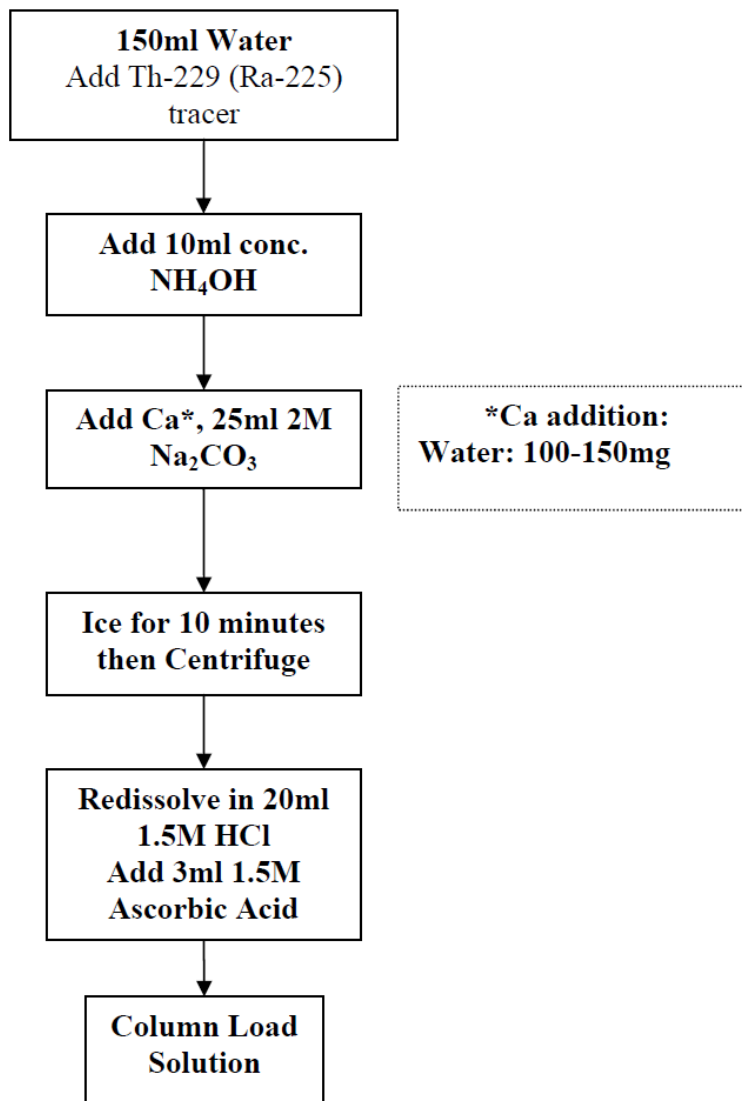 150ml Water
Add Th-229 (Ra-225)
tracer
Add 10ml conc.
NH₄OH
Add Ca*, 25ml 2M
Na₂CO₃
*Ca addition:
Water: 100-150mg
Ice for 10 minutes
then Centrifuge
Redissolve in 20ml
1.5M HCl
Add 3ml 1.5M
Ascorbic Acid
Column Load
Solution